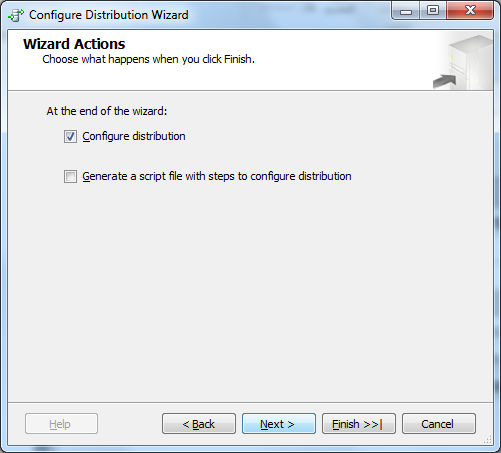 Configure Distribution Wizard
Wizard Actions
Choose what happens when you click Finish.
At the end of the wizard:
Configure distribution
Generate a script file with steps to configure distribution
Help
< Back
Next >
Finish >>|
Cancel